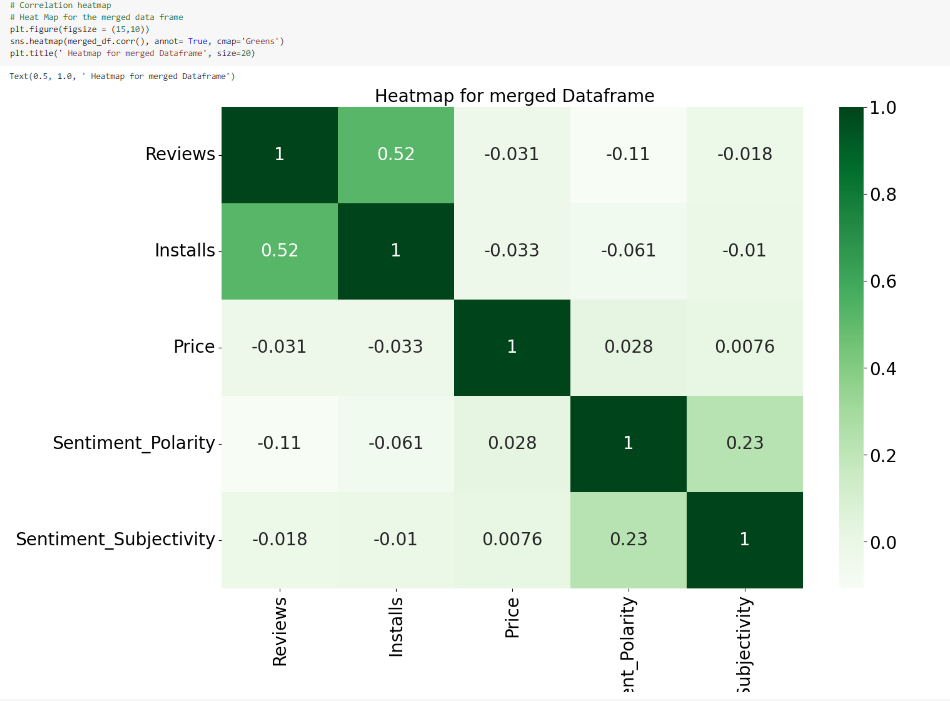 # Correlation heatmap
# Heat Map for the merged data frame
plt.figure(figsize = (15,10))
sns.heatmap(merged_df.corr(), annot= True, cmap='Greens')
plt.title(' Heatmap for merged Dataframe', size=20)
Text(0.5, 1.0, ' Heatmap for merged Dataframe')
Heatmap for merged Dataframe
Reviews 1 0.52 -0.031 -0.11 -0.018
Installs 0.52 1 -0.033 -0.061 -0.01
Price -0.031 -0.033 1 0.028 0.0076
Sentiment_Polarity -0.11 -0.061 0.028 1 0.23
Sentiment_Subjectivity -0.018 -0.01 0.0076 0.23 1
Reviews
Installs
Price
ent_Polarity
Subjectivity
1.0
0.8
0.6
0.4
0.2
0.0